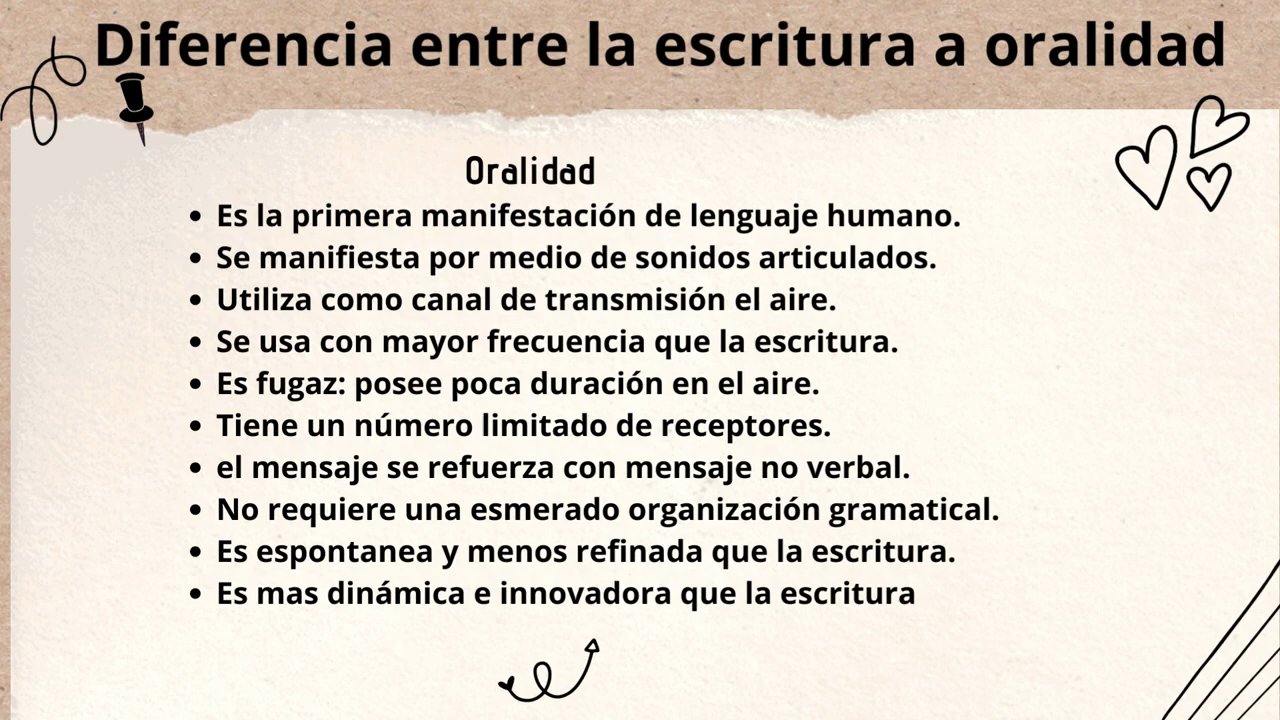 Diferencia entre la escritura a oralidad
Oralidad
• Es la primera manifestación de lenguaje humano.
• Se manifiesta por medio de sonidos articulados.
• Utiliza como canal de transmisión el aire.
• Se usa con mayor frecuencia que la escritura.
• Es fugaz: posee poca duración en el aire.
• Tiene un número limitado de receptores.
• el mensaje se refuerza con mensaje no verbal.
• No requiere una esmerado organización gramatical.
• Es espontanea y menos refinada que la escritura.
• Es mas dinámica e innovadora que la escritura